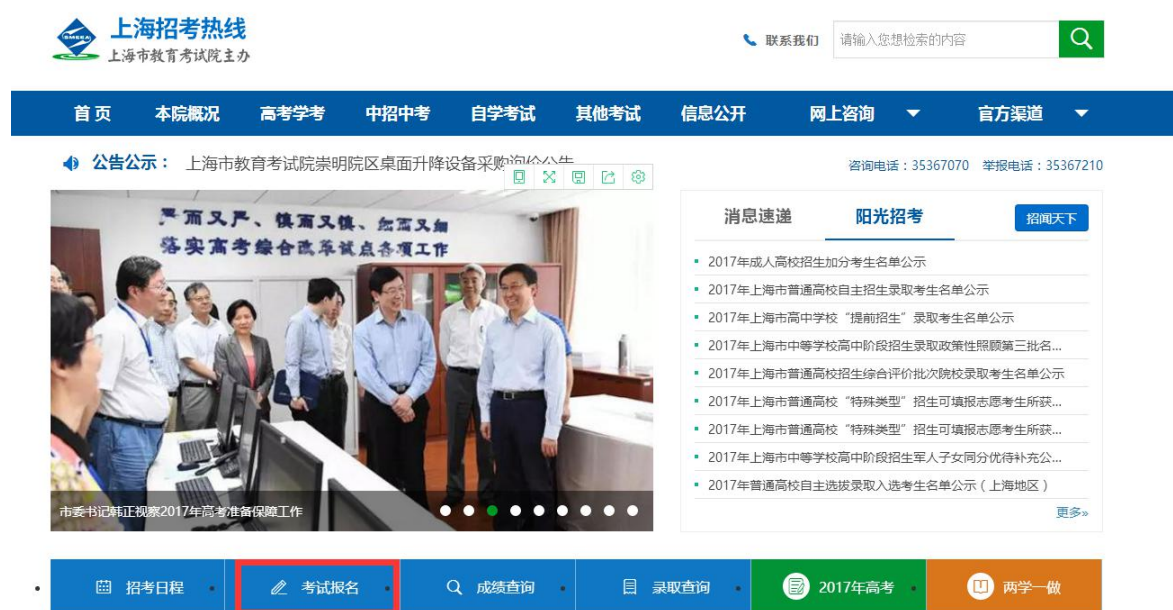 上海招考热线
SMEEA
上海市教育考试院主办
联系我们
请输入您想检索的内容
首页 本院概况 高考学考 中招中考 自学考试 其他考试 信息公开 网上咨询 官方渠道
公告公示： 上海市教育考试院崇明院区桌面升降设备采购询价公告
咨询电话：35367070 举报电话：35367210
严而又严、慎而又慎、细而又细
落实高考综合改革试点各项工作
市委书记韩正视察2017年高考准备保障工作
消息速递 阳光招考 招闻天下
2017年成人高校招生加分考生名单公示
2017年上海市普通高校自主招生录取考生名单公示
2017年上海市高中学校“提前招生”录取考生名单公示
2017年上海市中等学校高中阶段招生录取政策性照顾第三批名...
2017年上海市普通高校招生综合评价批次院校录取考生名单公示
2017年上海市普通高校“特殊类型”招生可填报志愿考生所获...
2017年上海市普通高校“特殊类型”招生可填报志愿考生所获...
2017年上海市中等学校高中阶段招生军人子女同分优待补充公...
2017年普通高校自主选拔录取入选考生名单公示（上海地区）
更多»
招考日程 考试报名 成绩查询 录取查询 2017年高考 两学一做